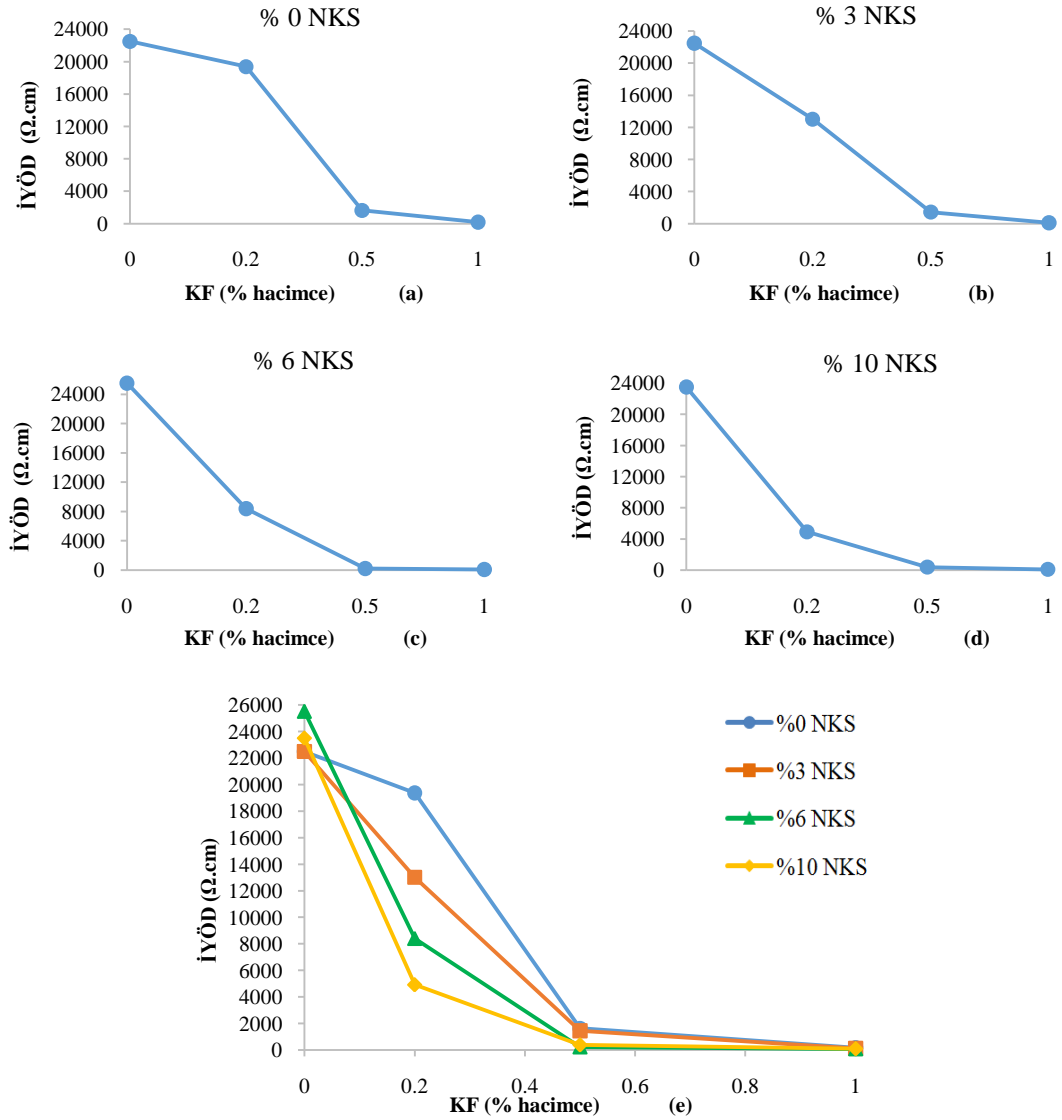 % 0 NKS
24000
20000
16000
12000
8000
4000
0
İYÖD (Ω.cm)
0 0.2 0.5 1
KF (% hacimce) (a)
% 3 NKS
24000
20000
16000
12000
8000
4000
0
İYÖD (Ω.cm)
0 0.2 0.5 1
KF (% hacimce) (b)
% 6 NKS
24000
20000
16000
12000
8000
4000
0
İYÖD (Ω.cm)
0 0.2 0.5 1
KF (% hacimce) (c)
% 10 NKS
24000
20000
16000
12000
8000
4000
0
İYÖD (Ω.cm)
0 0.2 0.5 1
KF (% hacimce) (d)
26000
24000
22000
20000
18000
16000
14000
12000
10000
8000
6000
4000
2000
0
İYÖD (Ω.cm)
0 0.2 0.4 0.6 0.8 1
KF (% hacimce) (e)
%0 NKS
%3 NKS
%6 NKS
%10 NKS